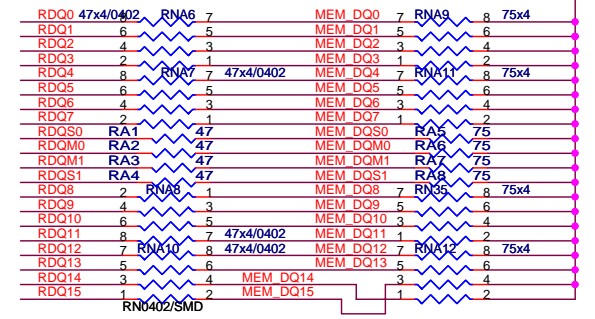 RDQ0 47x4/0402 8 RNA6 7 MEM_DQ0 7 RNA9 8 75x4
RDQ1 6 5 MEM_DQ1 5 6
RDQ2 4 3 MEM_DQ2 3 4
RDQ3 2 1 MEM_DQ3 1 2
RDQ4 8 RNA7 7 47x4/0402 MEM_DQ4 7 RNA11 8 75x4
RDQ5 6 5 MEM_DQ5 5 6
RDQ6 4 3 MEM_DQ6 3 4
RDQ7 2 1 MEM_DQ7 1 2
RDQS0 RA1 47 MEM_DQS0 RA5 75
RDQM0 RA2 47 MEM_DQM0 RA6 75
RDQM1 RA3 47 MEM_DQM1 RA7 75
RDQS1 RA4 47 MEM_DQS1 RA8 75
RDQ8 2 RNA8 1 MEM_DQ8 7 RN35 8 75x4
RDQ9 4 3 MEM_DQ9 5 6
RDQ10 6 5 MEM_DQ10 3 4
RDQ11 8 7 47x4/0402 MEM_DQ11 1 2
RDQ12 7 RNA10 8 47x4/0402 MEM_DQ12 7 RNA12 8 75x4
RDQ13 5 6 MEM_DQ13 5 6
RDQ14 3 4 MEM_DQ14 3 4
RDQ15 1 2 MEM_DQ15 1 2
RN0402/SMD